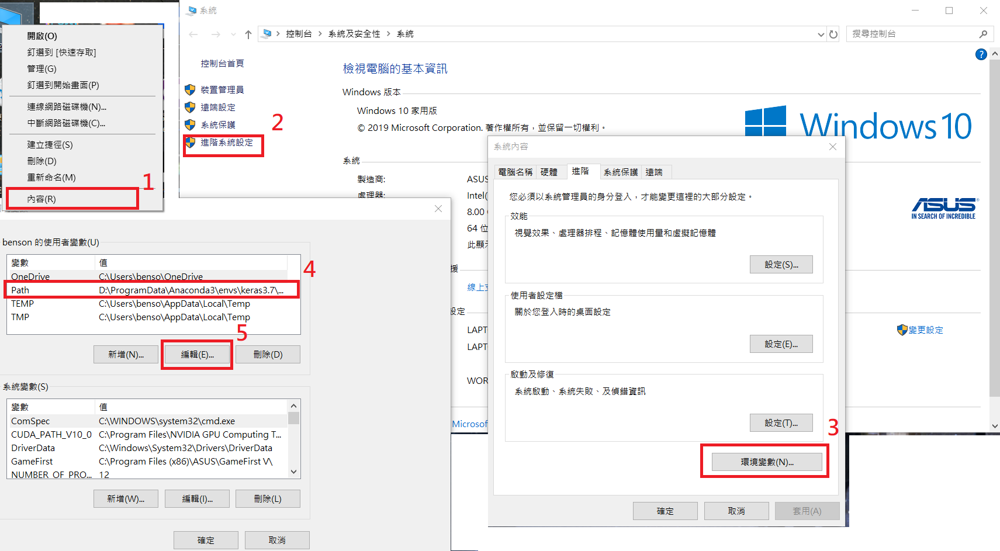 開啟(O)
釘選到 [快速存取]
管理(G)
釘選到開始畫面(P)
連線網路磁碟機(N)...
中斷網路磁碟機(C)...
建立捷徑(S)
刪除(D)
重新命名(M)
1
內容(R)
系統
控制台 系統及安全性 系統
搜尋控制台
?
控制台首頁
裝置管理員
遠端設定
系統保護
2
進階系統設定
檢視電腦的基本資訊
Windows 版本
Windows 10 家用版
© 2019 Microsoft Corporation. 著作權所有，並保留一切權利。
Windows 10
系統
製造商:
ASUS
處理器:
Intel(
8.00
64 位
此顯示
援
線上支
設定
LAPT
LAPT
WOR
Microsof
ASUS
IN SEARCH OF INCREDIBLE
變更設定
系統內容
電腦名稱 硬體 進階 系統保護 遠端
您必須以系統管理員的身分登入，才能變更這裡的大部分設定。
效能
視覺效果、處理器排程、記憶體使用量和虛擬記憶體
設定(S)...
使用者設定檔
關於您登入時的桌面設定
設定(E)...
啟動及修復
系統啟動、系統失敗、及偵錯資訊
設定(T)...
3
環境變數(N)...
確定 取消 套用(A)
benson 的使用者變數(U)
變數 值
OneDrive C:\Users\benso\OneDrive
4
Path D:\ProgramData\Anaconda3\envs\keras3.7\...
TEMP C:\Users\benso\AppData\Local\Temp
TMP C:\Users\benso\AppData\Local\Temp
5
新增(N)... 編輯(E)... 刪除(D)
系統變數(S)
變數 值
ComSpec C:\WINDOWS\system32\cmd.exe
CUDA_PATH_V10_0 C:\Program Files\NVIDIA GPU Computing T...
DriverData C:\Windows\System32\Drivers\DriverData
GameFirst C:\Program Files (x86)\ASUS\GameFirst V\
NUMBER_OF_PRO... 12
新增(W)... 編輯(I)... 刪除(L)
確定 取消